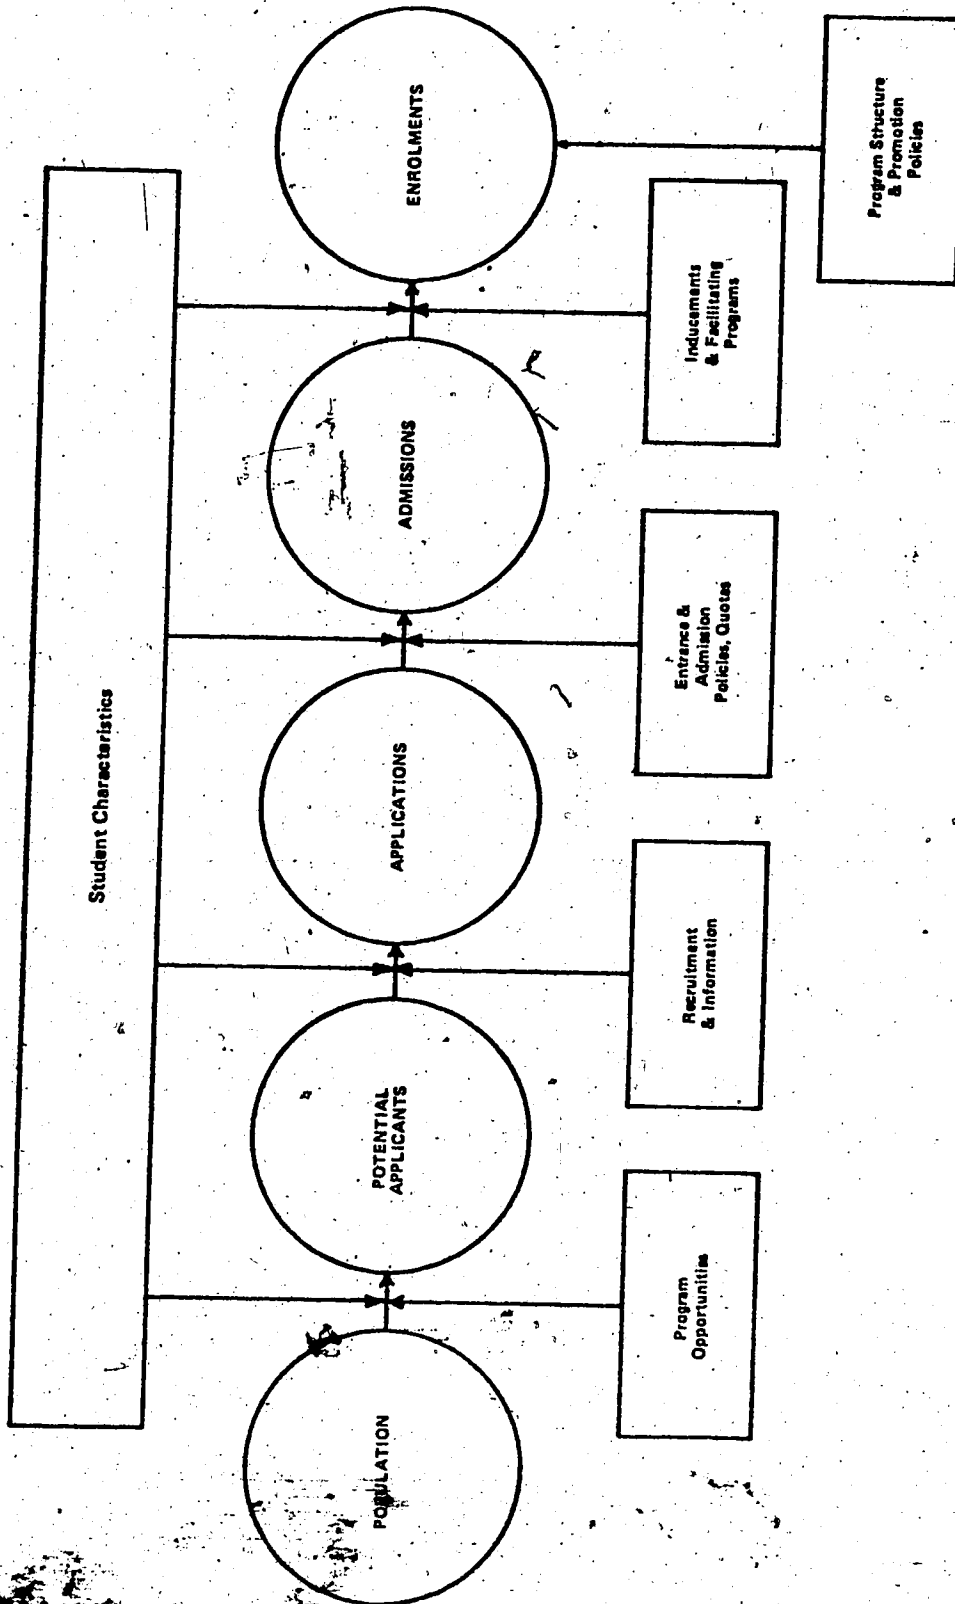 Student Characteristics
POPULATION
POTENTIAL
APPLICANTS
APPLICATIONS
ADMISSIONS
ENROLMENTS
Program
Opportunities
Recruitment
& Information
Entrance &
Admission
Policies, Quotas
Inducements
& Facilitating
Programs
Program Structure
& Promotion
Policies